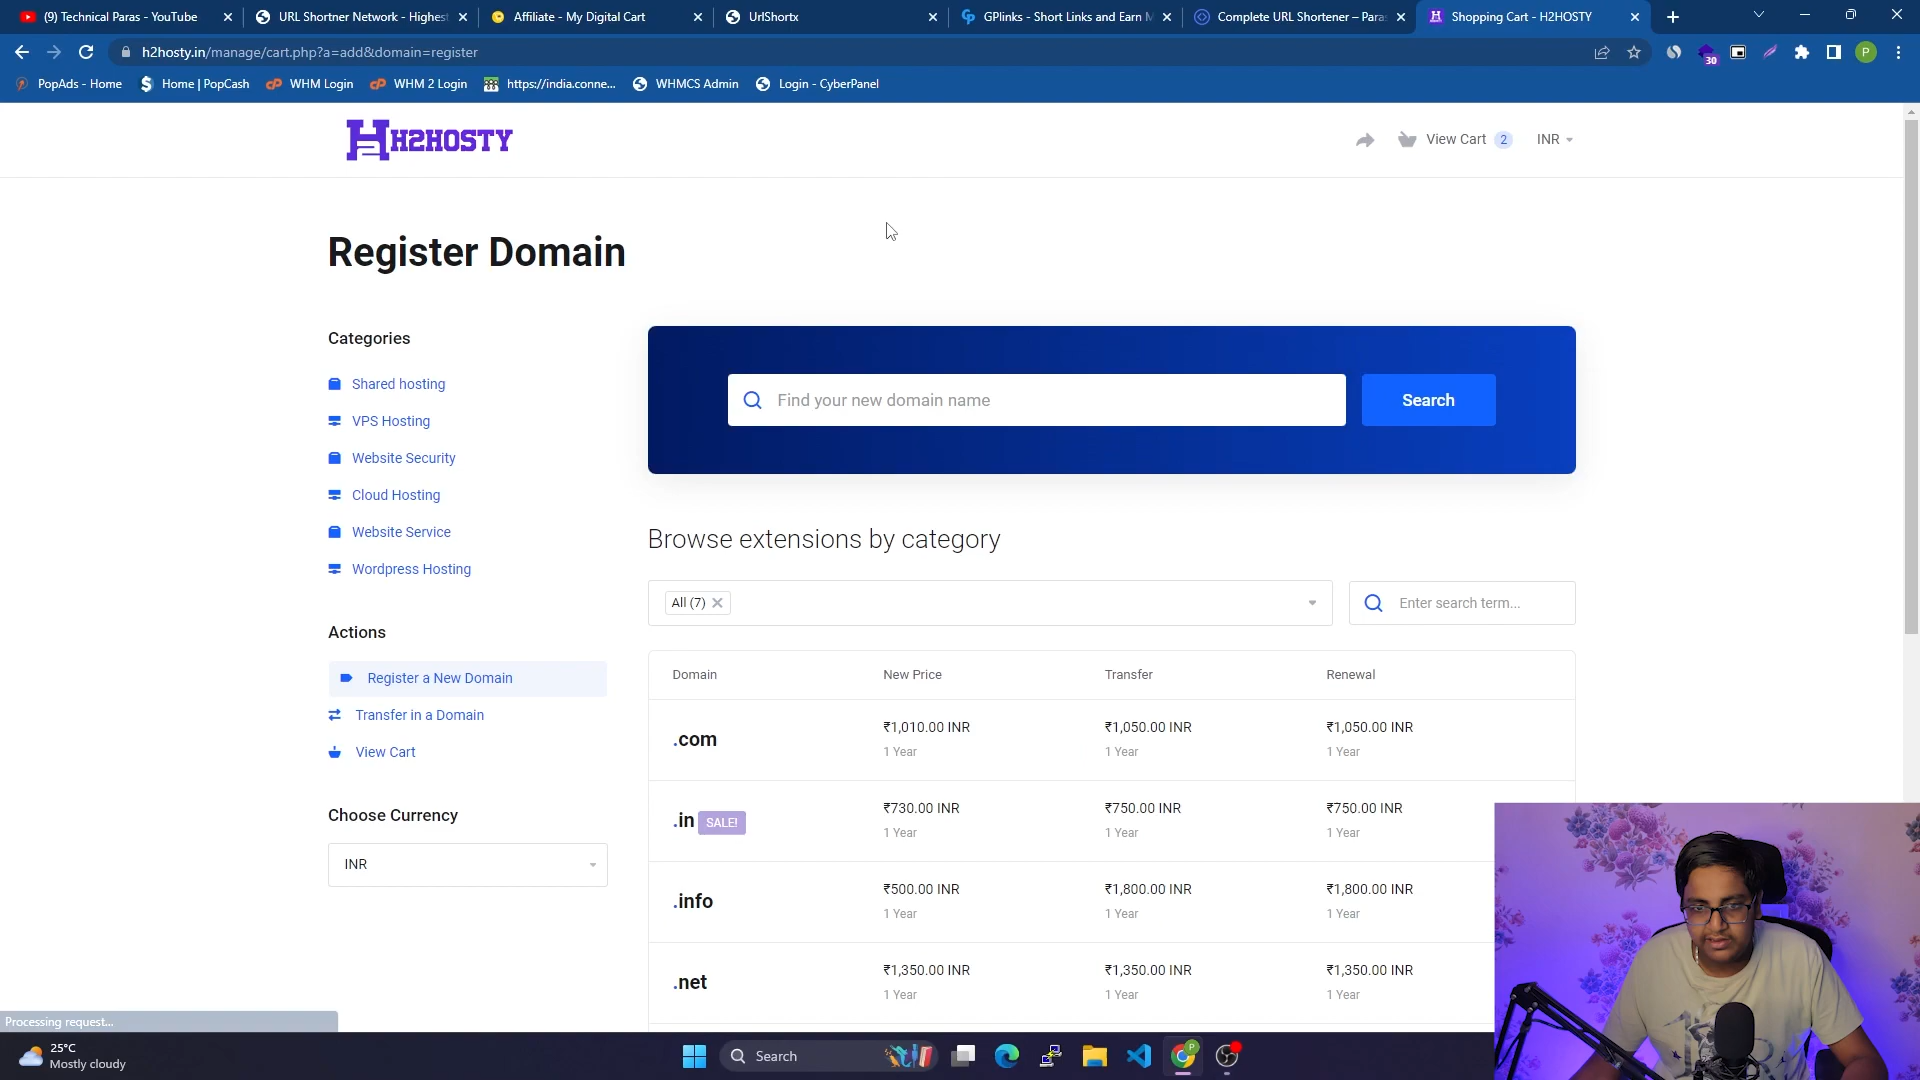 (9) Technical Paras - YouTube
URL Shortner Network - Highest
Affiliate - My Digital Cart
UrlShortx
GPlinks - Short Links and Earn M
Complete URL Shortener – Paras
Shopping Cart - H2HOSTY
h2hosty.in/manage/cart.php?a=add&domain=register
30
P
PopAds - Home
Home | PopCash
WHM Login
WHM 2 Login
https://india.conne...
WHMCS Admin
Login - CyberPanel
H2HOSTY
View Cart 2
INR
Register Domain
Categories
Shared hosting
VPS Hosting
Website Security
Cloud Hosting
Website Service
Wordpress Hosting
Actions
Register a New Domain
Transfer in a Domain
View Cart
Choose Currency
INR
Find your new domain name
Search
Browse extensions by category
All (7)
Enter search term...
Domain New Price Transfer Renewal
.com ₹1,010.00 INR ₹1,050.00 INR ₹1,050.00 INR
1 Year 1 Year 1 Year
.in SALE! ₹730.00 INR ₹750.00 INR ₹750.00 INR
1 Year 1 Year 1 Year
.info ₹500.00 INR ₹1,800.00 INR ₹1,800.00 INR
1 Year 1 Year 1 Year
.net ₹1,350.00 INR ₹1,350.00 INR ₹1,350.00 INR
1 Year 1 Year 1 Year
Processing request...
25°C
Mostly cloudy
Search
P